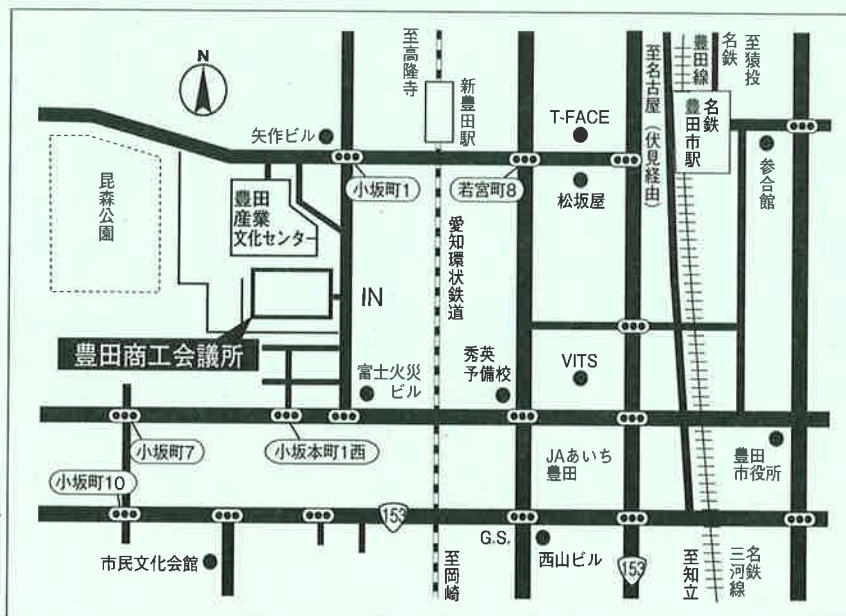 N
至高隆寺
新豊田駅
矢作ビル
T-FACE
至名古屋（伏見経由）
豊田線
名鉄
至猿投
名鉄
豊田市駅
参合館
昆森公園
豊田
産業
文化センター
小坂町1
若宮町8
松坂屋
愛知環状鉄道
IN
豊田商工会議所
富士火災
ビル
秀英
予備校
VITS
小坂町7
小坂本町1西
小坂町10
JAあいち
豊田
豊田
市役所
153
G.S.
西山ビル
153
市民文化会館
至岡崎
至知立
名鉄
三河線